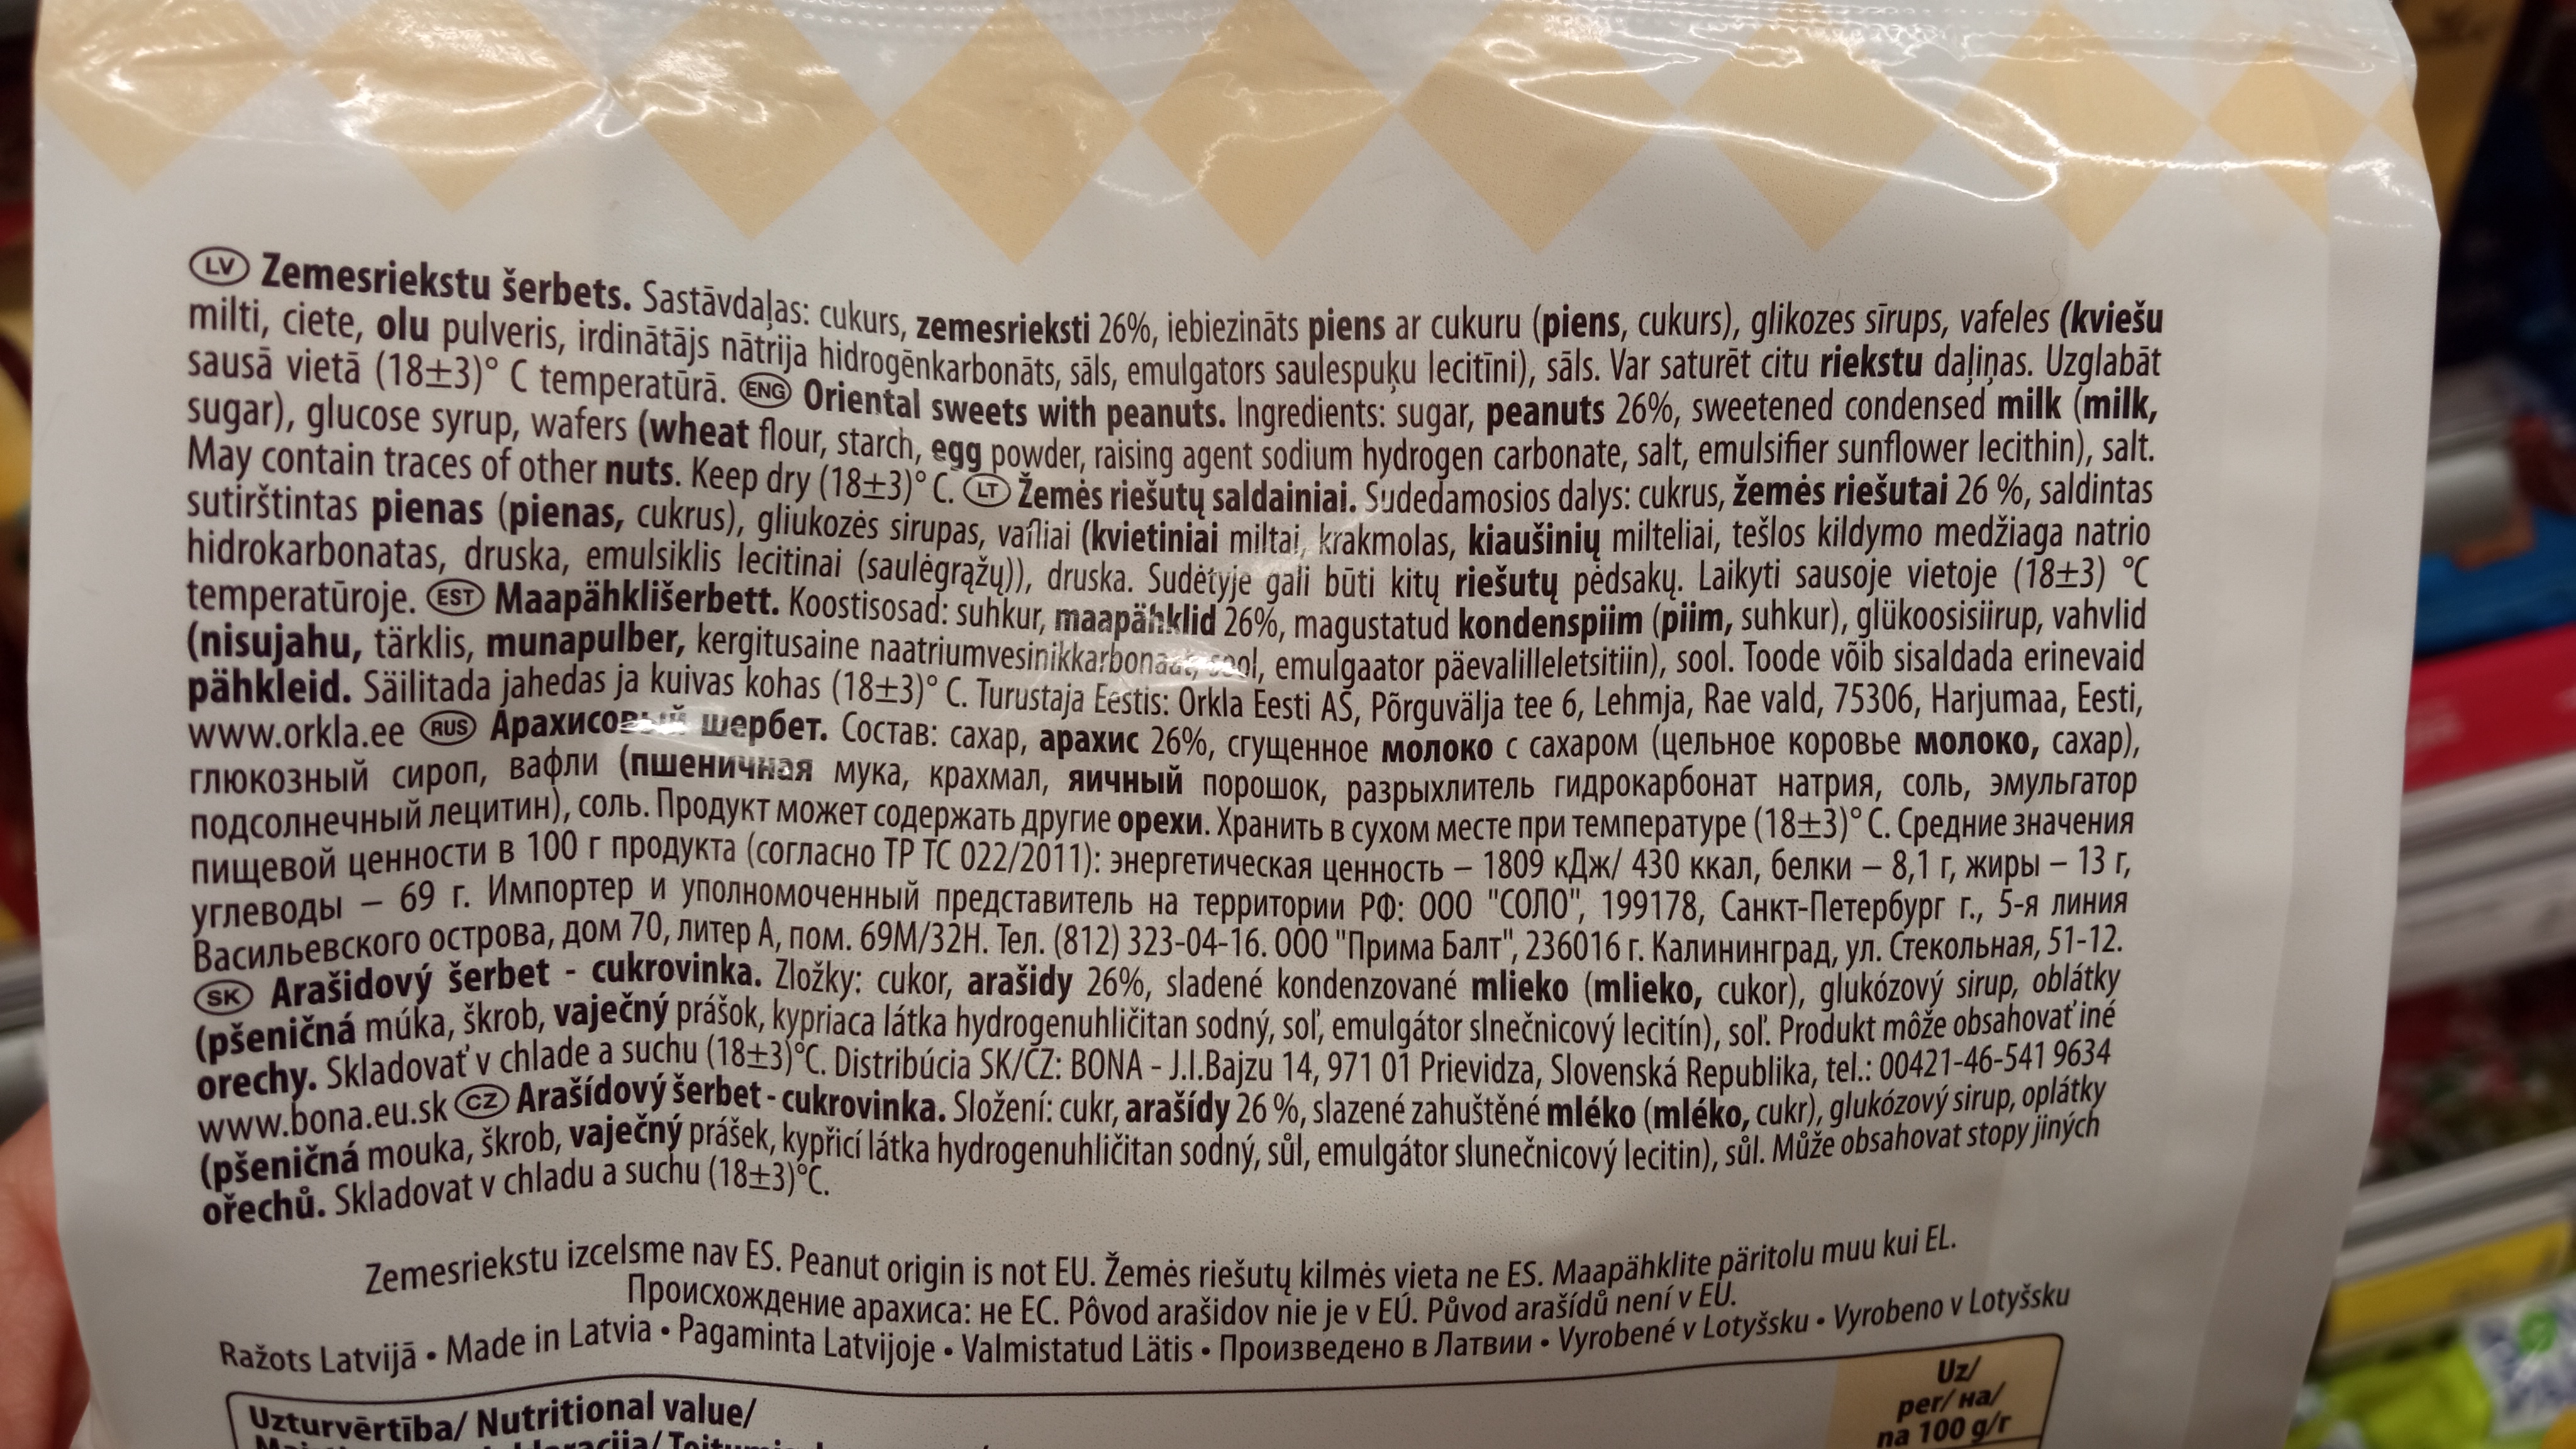 LV Zemesriekstu šerbets. Sastāvdaļas: cukurs, zemesrieksti 26%, iebiezināts piens ar cukuru (piens, cukurs), glikozes sīrups, vafeles (kviešu
milti, ciete, olu pulveris, irdinātājs nātrija hidrogēnkarbonāts, sāls, emulgators saulespuķu lecitīni), sāls. Var saturēt citu riekstu daļiņas. Uzglabāt
sausā vietā (18±3)° C temperatūrā. ENG Oriental sweets with peanuts. Ingredients: sugar, peanuts 26%, sweetened condensed milk (milk,
sugar), glucose syrup, wafers (wheat flour, starch, egg powder, raising agent sodium hydrogen carbonate, salt, emulsifier sunflower lecithin), salt.
May contain traces of other nuts. Keep dry (18±3)° C. LT Žemės riešutų saldainiai. Sudedamosios dalys: cukrus, žemės riešutai 26 %, saldintas
sutirštintas pienas (pienas, cukrus), gliukozės sirupas, vafliai (kvietiniai miltai, krakmolas, kiaušinių milteliai, tešlos kildymo medžiaga natrio
hidrokarbonatas, druska, emulsiklis lecitinai (saulėgrąžų)), druska. Sudėtyje gali būti kitų riešutų pėdsakų. Laikyti sausoje vietoje (18±3) °C
temperatūroje. EST Maapähklišerbett. Koostisosad: suhkur, maapähklid 26%, magustatud kondenspiim (piim, suhkur), glükoosisiirup, vahvlid
(nisujahu, tärklis, munapulber, kergitusaine naatriumvesinikkarbonaat, sool, emulgaator päevalilleletsitiin), sool. Toode võib sisaldada erinevaid
pähkleid. Säilitada jahedas ja kuivas kohas (18±3)° C. Turustaja Eestis: Orkla Eesti AS, Põrguvälja tee 6, Lehmja, Rae vald, 75306, Harjumaa, Eesti,
www.orkla.ee RUS Арахисовый шербет. Состав: сахар, арахис 26%, сгущенное молоко с сахаром (цельное коровье молоко, сахар),
глюкозный сироп, вафли (пшеничная мука, крахмал, яичный порошок, разрыхлитель гидрокарбонат натрия, соль, эмульгатор
подсолнечный лецитин), соль. Продукт может содержать другие орехи. Хранить в сухом месте при температуре (18±3)° C. Средние значения
пищевой ценности в 100 г продукта (согласно ТР ТС 022/2011): энергетическая ценность – 1809 кДж/ 430 ккал, белки – 8,1 г, жиры – 13 г,
углеводы – 69 г. Импортер и уполномоченный представитель на территории РФ: ООО "СОЛО", 199178, Санкт-Петербург г., 5-я линия
Васильевского острова, дом 70, литер А, пом. 69М/32Н. Тел. (812) 323-04-16. ООО "Прима Балт", 236016 г. Калининград, ул. Стекольная, 51-12.
SK Arašidový šerbet - cukrovinka. Zložky: cukor, arašidy 26%, sladené kondenzované mlieko (mlieko, cukor), glukózový sirup, oblátky
(pšeničná múka, škrob, vaječný prášok, kypriaca látka hydrogenuhličitan sodný, soľ, emulgátor slnečnicový lecitín), soľ. Produkt môže obsahovať iné
orechy. Skladovať v chlade a suchu (18±3)°C. Distribúcia SK/CZ: BONA - J.I.Bajzu 14, 971 01 Prievidza, Slovenská Republika, tel.: 00421-46-541 9634
www.bona.eu.sk CZ Arašídový šerbet - cukrovinka. Složení: cukr, arašídy 26 %, slazené zahuštěné mléko (mléko, cukr), glukózový sirup, oplátky
(pšeničná mouka, škrob, vaječný prášek, kypřicí látka hydrogenuhličitan sodný, sůl, emulgátor slunečnicový lecitin), sůl. Může obsahovat stopy jiných
ořechů. Skladovat v chladu a suchu (18±3)°C.
Zemesriekstu izcelsme nav ES. Peanut origin is not EU. Žemės riešutų kilmės vieta ne ES. Maapähklite päritolu muu kui EL.
Происхождение арахиса: не ЕС. Pôvod arašidov nie je v EÚ. Původ arašídů není v EU.
Ražots Latvijā • Made in Latvia • Pagaminta Latvijoje • Valmistatud Lätis • Произведено в Латвии • Vyrobené v Lotyšsku • Vyrobeno v Lotyšsku
Uzturvērtība/ Nutritional value/
Uz/
per/ на/
na 100 g/г